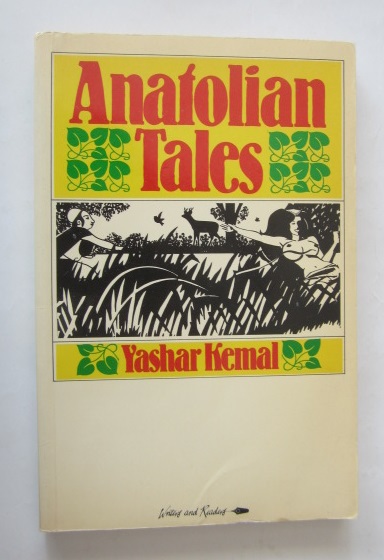 Anatolian
Tales
Yashar Kemal
Writers and Readers